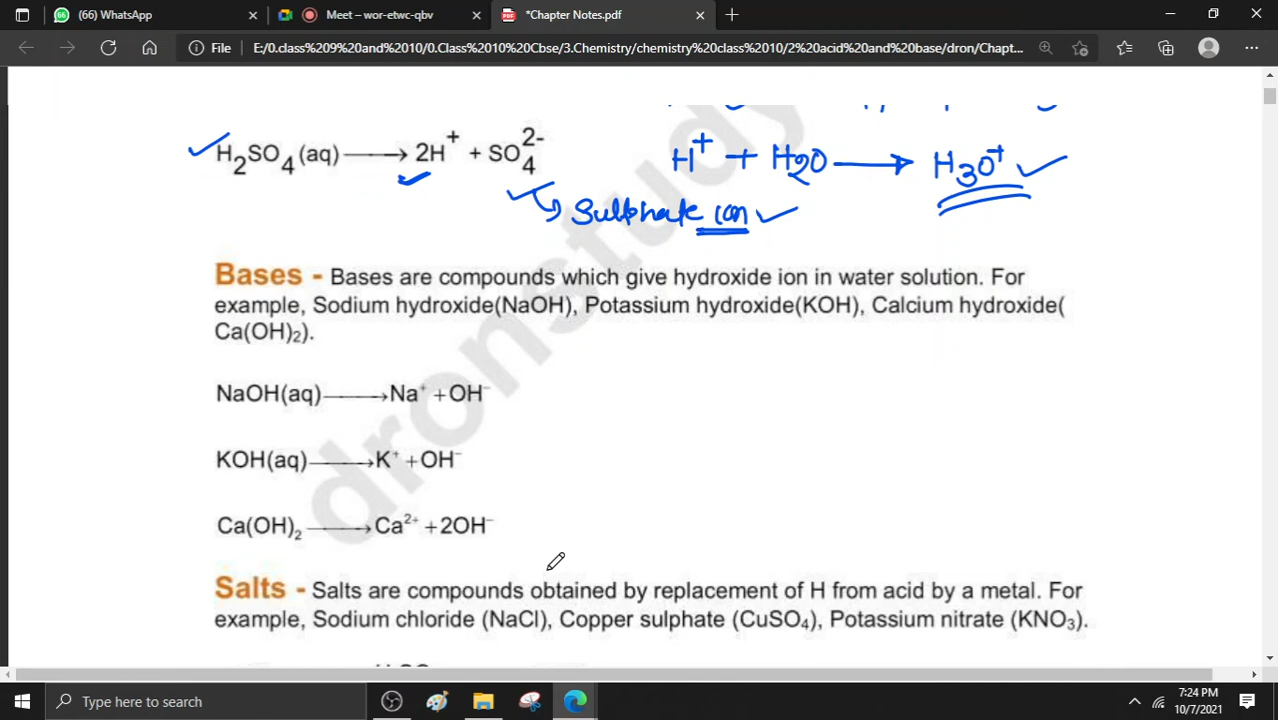 (66) WhatsApp
Meet – wor-etwc-qbv
*Chapter Notes.pdf
File
E:/0.class%209%20and%2010/0.Class%2010%20Cbse/3.Chemistry/chemistry%20class%2010/2%20acid%20and%20base/dron/Chapt...
H₂SO₄(aq) ⟶ 2H⁺ + SO₄²⁻
H⁺ + H2O ⟶ H3O⁺
Sulphate ion
Bases - Bases are compounds which give hydroxide ion in water solution. For
example, Sodium hydroxide(NaOH), Potassium hydroxide(KOH), Calcium hydroxide(
Ca(OH)₂).
NaOH(aq) ⟶ Na⁺ +OH⁻
KOH(aq) ⟶ K⁺ +OH⁻
Ca(OH)₂ ⟶ Ca²⁺ +2OH⁻
Salts - Salts are compounds obtained by replacement of H from acid by a metal. For
example, Sodium chloride (NaCl), Copper sulphate (CuSO₄), Potassium nitrate (KNO₃).
dronstudy
Type here to search
7:24 PM
10/7/2021